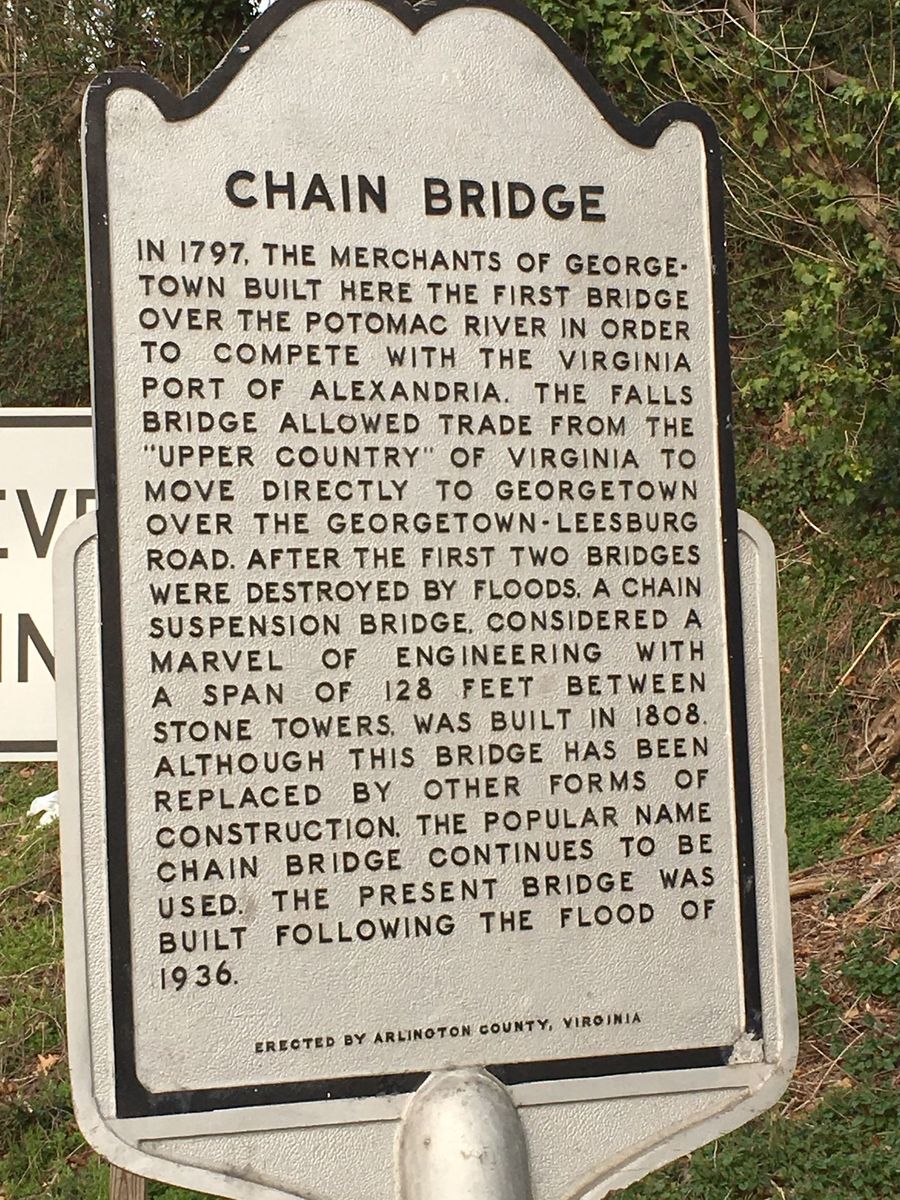 CHAIN BRIDGE
IN 1797, THE MERCHANTS OF GEORGE-
TOWN BUILT HERE THE FIRST BRIDGE
OVER THE POTOMAC RIVER IN ORDER
TO COMPETE WITH THE VIRGINIA
PORT OF ALEXANDRIA. THE FALLS
BRIDGE ALLOWED TRADE FROM THE
"UPPER COUNTRY" OF VIRGINIA TO
MOVE DIRECTLY TO GEORGETOWN
OVER THE GEORGETOWN-LEESBURG
ROAD. AFTER THE FIRST TWO BRIDGES
WERE DESTROYED BY FLOODS, A CHAIN
SUSPENSION BRIDGE, CONSIDERED A
MARVEL OF ENGINEERING WITH
A SPAN OF 128 FEET BETWEEN
STONE TOWERS, WAS BUILT IN 1808.
ALTHOUGH THIS BRIDGE HAS BEEN
REPLACED BY OTHER FORMS OF
CONSTRUCTION, THE POPULAR NAME
CHAIN BRIDGE CONTINUES TO BE
USED. THE PRESENT BRIDGE WAS
BUILT FOLLOWING THE FLOOD OF
1936.
ERECTED BY ARLINGTON COUNTY, VIRGINIA